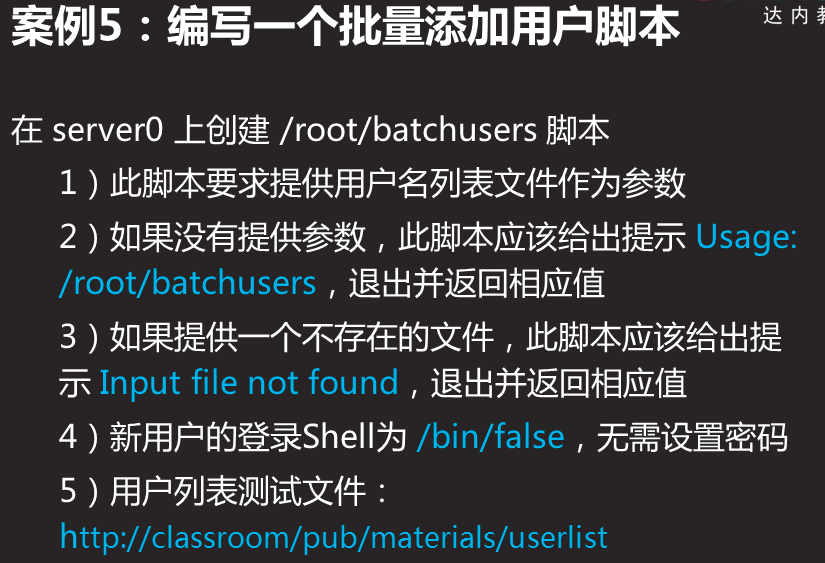 达内教
案例5：编写一个批量添加用户脚本
在 server0 上创建 /root/batchusers 脚本
1）此脚本要求提供用户名列表文件作为参数
2）如果没有提供参数，此脚本应该给出提示 Usage:
/root/batchusers，退出并返回相应值
3）如果提供一个不存在的文件，此脚本应该给出提
示 Input file not found，退出并返回相应值
4）新用户的登录Shell为 /bin/false，无需设置密码
5）用户列表测试文件：
http://classroom/pub/materials/userlist